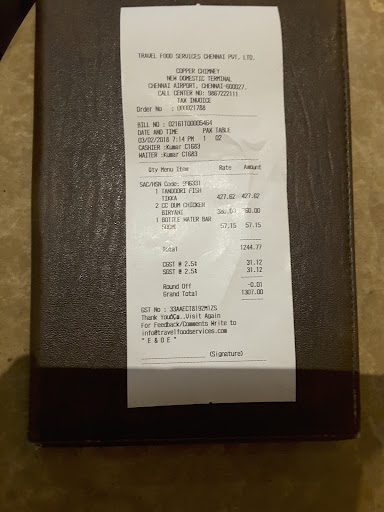 TRAVEL FOOD SERVICES CHENNAI PVT. LTD.
COPPER CHIMNEY
NEW DOMESTIC TERMINAL
CHENNAI AIRPORT, CHENNAI-600027.
CALL CENTER NO: 9867222111
TAX INVOICE
Order No : 000021788
BILL NO : D2161T00005464
DATE AND TIME PAX TABLE
03/02/2018 7:14 PM 1 02
CASHIER :Kumar C1683
WAITER :Kumar C1683
Qty Menu Item Rate Amount
SAC/HSN Code: 996331
1 TANDOORI FISH
TIKKA 427.62 427.62
2 CC DUM CHICKEN
BIRYANI
1 BOTTLE WATER BAR
500Ml 57.15 57.15
Total 1244.77
CGST @ 2.5% 31.12
SGST @ 2.5% 31.12
Round Off -0.01
Grand Total 1307.00
GST No : 33AAECT8192M1ZS
Thank You Visit Again
For Feedback/Comments Write to
info@travelfoodservices.com
" E & O E "
(Signature)